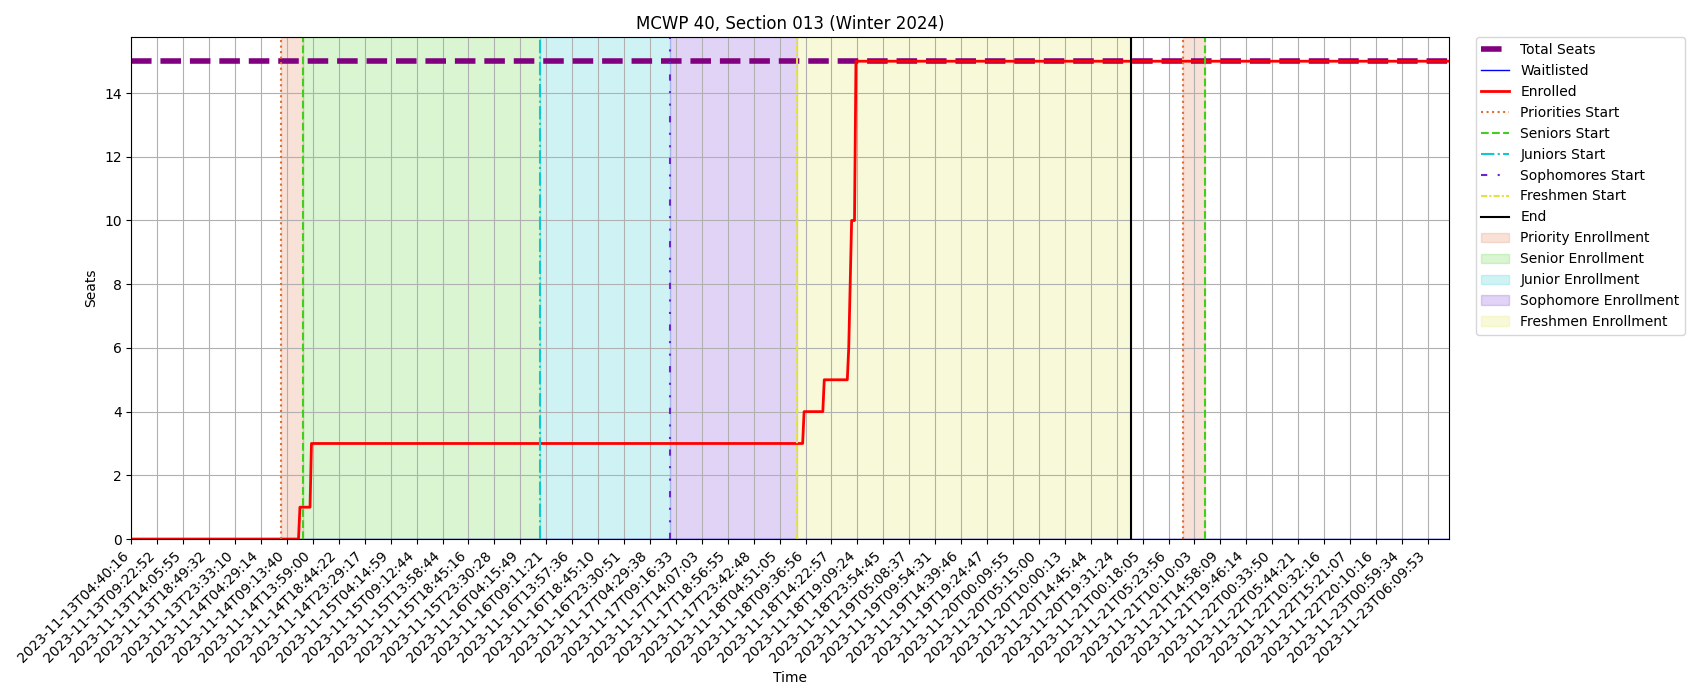 MCWP 40, Section 013 (Winter 2024)
Seats
14
12
10
8
6
4
2
0
2023-11-13T04:40:16
2023-11-13T09:22:52
2023-11-13T14:05:55
2023-11-13T18:49:32
2023-11-13T23:33:10
2023-11-14T04:29:14
2023-11-14T09:13:40
2023-11-14T13:59:00
2023-11-14T18:44:22
2023-11-14T23:29:17
2023-11-15T04:14:59
2023-11-15T09:12:44
2023-11-15T13:58:44
2023-11-15T18:45:16
2023-11-15T23:30:28
2023-11-16T04:15:49
2023-11-16T09:11:21
2023-11-16T13:57:36
2023-11-16T18:45:10
2023-11-16T23:30:51
2023-11-17T04:29:38
2023-11-17T09:16:33
2023-11-17T14:07:03
2023-11-17T18:56:55
2023-11-17T23:42:48
2023-11-18T04:51:05
2023-11-18T09:36:56
2023-11-18T14:22:57
2023-11-18T19:09:24
2023-11-18T23:54:45
2023-11-19T05:08:37
2023-11-19T09:54:31
2023-11-19T14:39:46
2023-11-19T19:24:47
2023-11-20T00:09:55
2023-11-20T05:15:00
2023-11-20T10:00:13
2023-11-20T14:45:44
2023-11-20T19:31:24
2023-11-21T00:18:05
2023-11-21T05:23:56
2023-11-21T10:10:03
2023-11-21T14:58:09
2023-11-21T19:46:14
2023-11-22T00:33:50
2023-11-22T05:44:21
2023-11-22T10:32:16
2023-11-22T15:21:07
2023-11-22T20:10:16
2023-11-23T00:59:34
2023-11-23T06:09:53
Time
Total Seats
Waitlisted
Enrolled
Priorities Start
Seniors Start
Juniors Start
Sophomores Start
Freshmen Start
End
Priority Enrollment
Senior Enrollment
Junior Enrollment
Sophomore Enrollment
Freshmen Enrollment